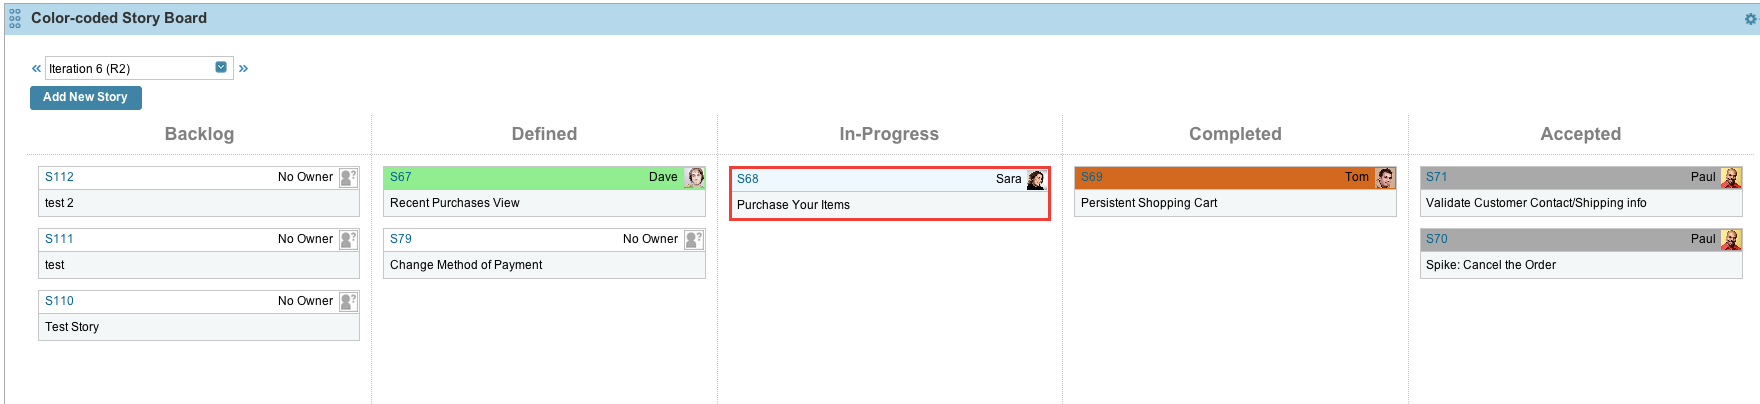 Color-coded Story Board
« Iteration 6 (R2) »
Add New Story
Backlog
S112 No Owner
test 2
S111 No Owner
test
S110 No Owner
Test Story
Defined
S67 Dave
Recent Purchases View
S79 No Owner
Change Method of Payment
In-Progress
S68 Sara
Purchase Your Items
Completed
S69 Tom
Persistent Shopping Cart
Accepted
S71 Paul
Validate Customer Contact/Shipping info
S70 Paul
Spike: Cancel the Order